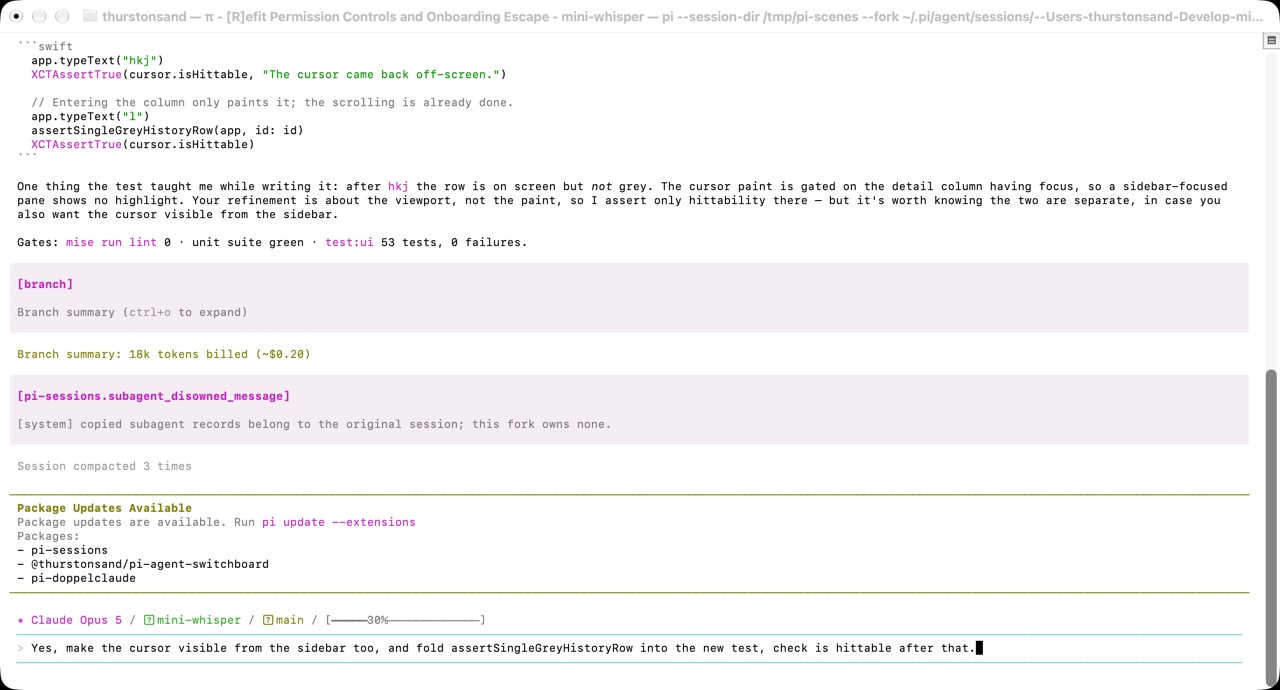 thurstonsand — π - [R]efit Permission Controls and Onboarding Escape - mini-whisper — pi --session-dir /tmp/pi-scenes --fork ~/.pi/agent/sessions/--Users-thurstonsand-Develop-mi...
```swift
app.typeText("hkj")
XCTAssertTrue(cursor.isHittable, "The cursor came back off-screen.")
// Entering the column only paints it; the scrolling is already done.
app.typeText("l")
assertSingleGreyHistoryRow(app, id: id)
XCTAssertTrue(cursor.isHittable)
```
One thing the test taught me while writing it: after hkj the row is on screen but not grey. The cursor paint is gated on the detail column having focus, so a sidebar-focused
pane shows no highlight. Your refinement is about the viewport, not the paint, so I assert only hittability there — but it's worth knowing the two are separate, in case you
also want the cursor visible from the sidebar.
Gates: mise run lint 0 · unit suite green · test:ui 53 tests, 0 failures.
[branch]
Branch summary (ctrl+o to expand)
Branch summary: 18k tokens billed (~$0.20)
[pi-sessions.subagent_disowned_message]
[system] copied subagent records belong to the original session; this fork owns none.
Session compacted 3 times
Package Updates Available
Package updates are available. Run pi update --extensions
Packages:
- pi-sessions
- @thurstonsand/pi-agent-switchboard
- pi-doppelclaude
✴ Claude Opus 5 / [?]mini-whisper / [?]main / [━━━━━30%───────────────]
> Yes, make the cursor visible from the sidebar too, and fold assertSingleGreyHistoryRow into the new test, check is hittable after that.